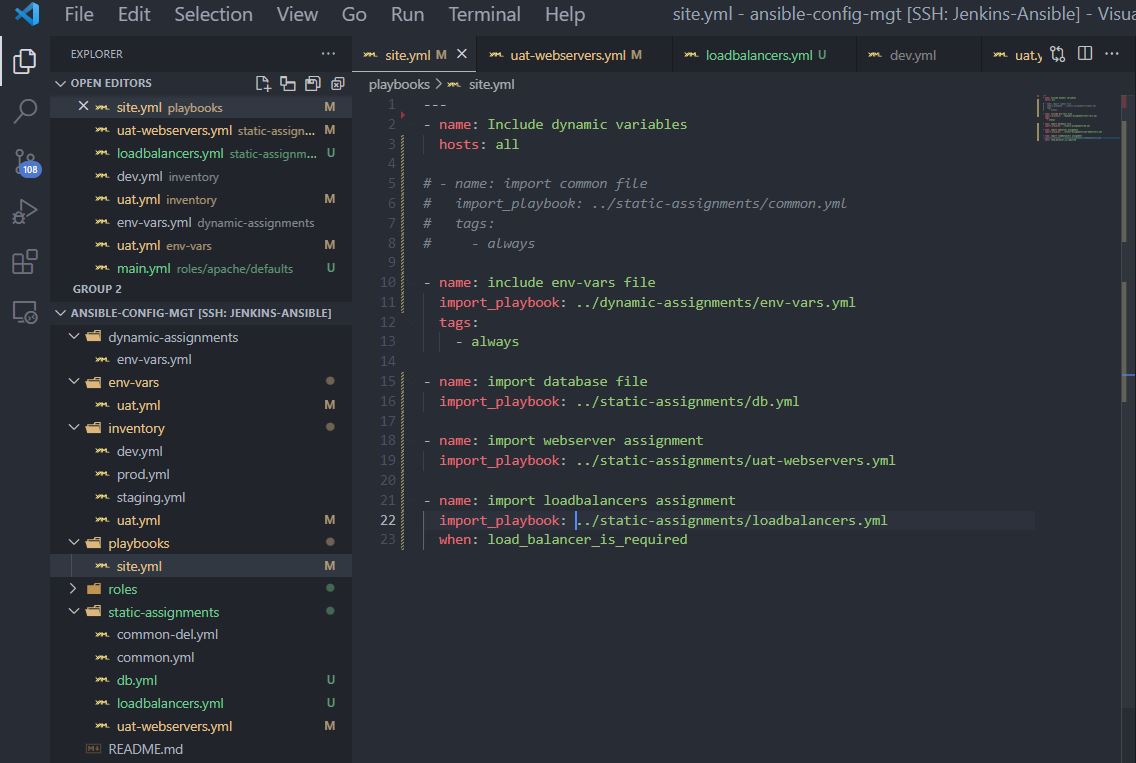 File Edit Selection View Go Run Terminal Help site.yml - ansible-config-mgt [SSH: Jenkins-Ansible] - Visua
EXPLORER ...
site.yml M
uat-webservers.yml M
loadbalancers.yml U
dev.yml
uat.y
OPEN EDITORS
site.yml playbooks M
uat-webservers.yml static-assign... M
loadbalancers.yml static-assignm... U
dev.yml inventory
uat.yml inventory M
env-vars.yml dynamic-assignments
uat.yml env-vars M
main.yml roles/apache/defaults U
GROUP 2
108
ANSIBLE-CONFIG-MGT [SSH: JENKINS-ANSIBLE]
dynamic-assignments
env-vars.yml
env-vars
uat.yml M
inventory
dev.yml
prod.yml
staging.yml
uat.yml M
playbooks
site.yml M
roles
static-assignments
common-del.yml
common.yml
db.yml U
loadbalancers.yml U
uat-webservers.yml M
README.md
playbooks > site.yml
1 ---
2 - name: Include dynamic variables
3 hosts: all
4
5 # - name: import common file
6 # import_playbook: ../static-assignments/common.yml
7 # tags:
8 # - always
9
10 - name: include env-vars file
11 import_playbook: ../dynamic-assignments/env-vars.yml
12 tags:
13 - always
14
15 - name: import database file
16 import_playbook: ../static-assignments/db.yml
17
18 - name: import webserver assignment
19 import_playbook: ../static-assignments/uat-webservers.yml
20
21 - name: import loadbalancers assignment
22 import_playbook: ../static-assignments/loadbalancers.yml
23 when: load_balancer_is_required